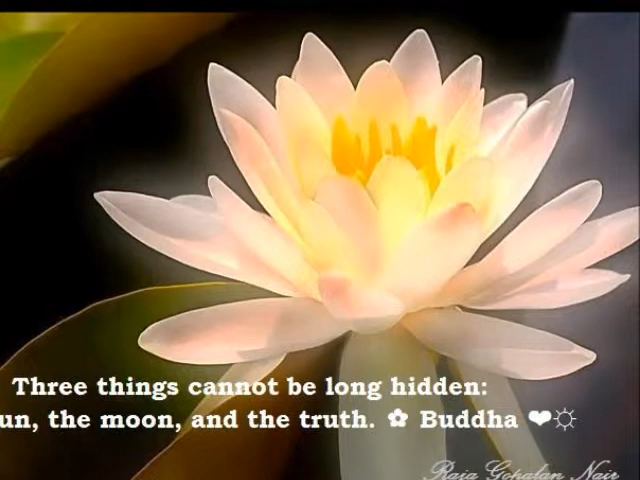 Three things cannot be long hidden:
un, the moon, and the truth. ✿ Buddha ❤☼
Raja Gopalan Nair